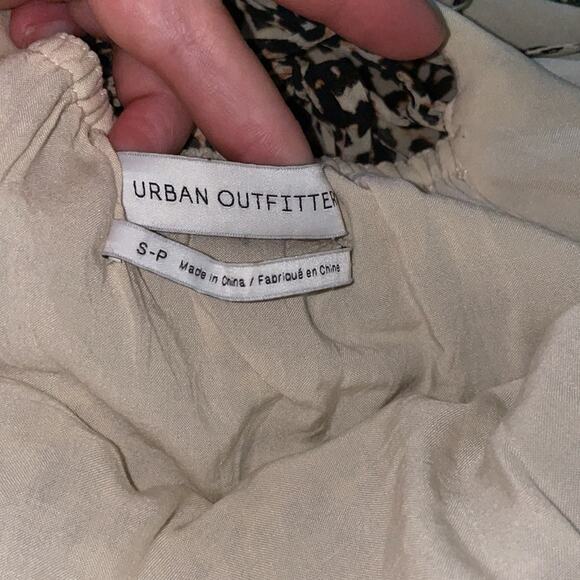 URBAN OUTFITTER
S-P Made in China / Fabriqué en Chine